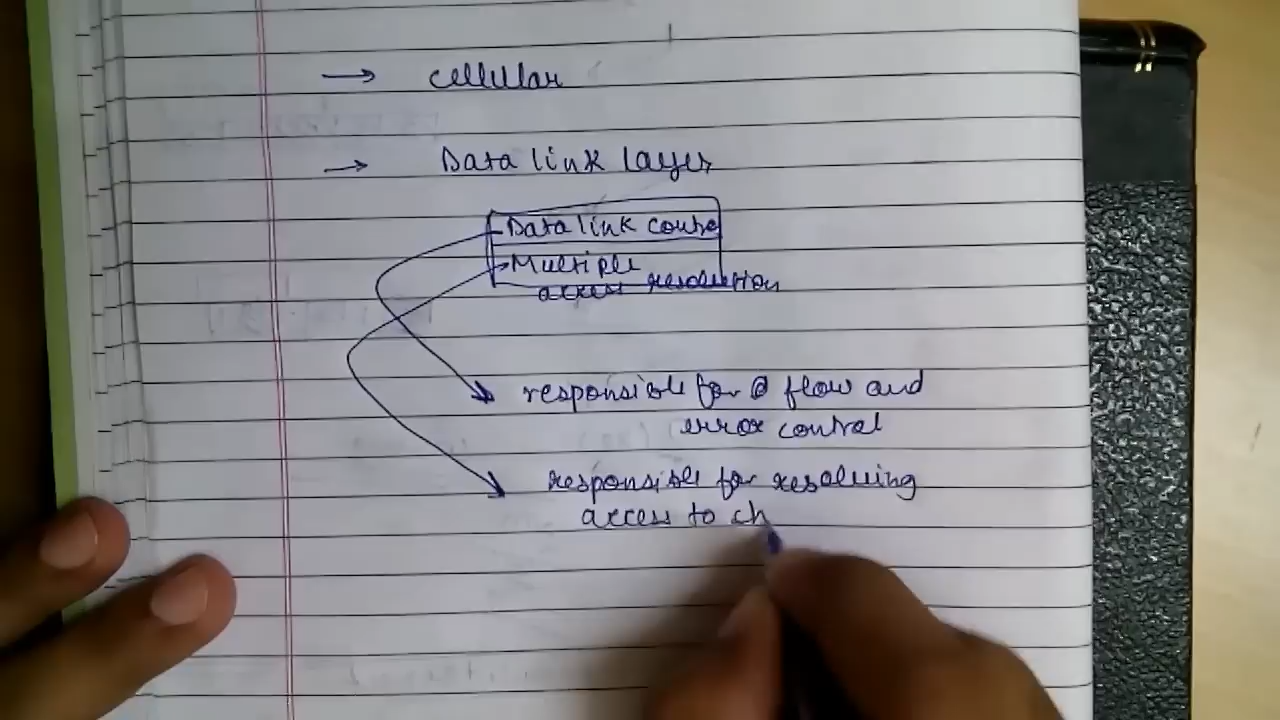 → cellular
→ Data link layer
Data link control
Multiple
access resolution
responsible for flow and
error control
responsible for resolving
access to ch